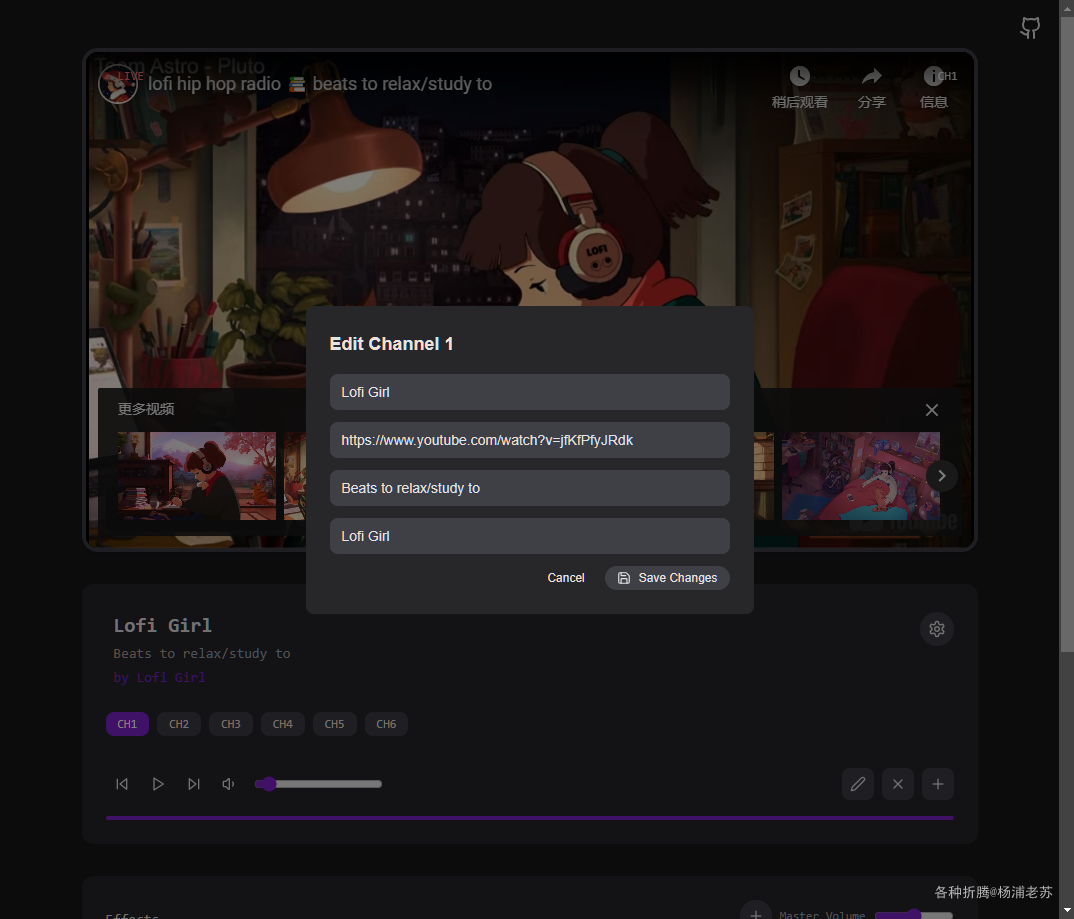 Team Astro - Pluto
LIVE
lofi hip hop radio 📚 beats to relax/study to
CH1
稍后观看
分享
信息
LOFI
Edit Channel 1
Lofi Girl
https://www.youtube.com/watch?v=jfKfPfyJRdk
Beats to relax/study to
Lofi Girl
Cancel
Save Changes
更多视频
YouTube
Lofi Girl
Beats to relax/study to
by Lofi Girl
CH1 CH2 CH3 CH4 CH5 CH6
各种折腾@杨浦老苏
Effects
Master Volume